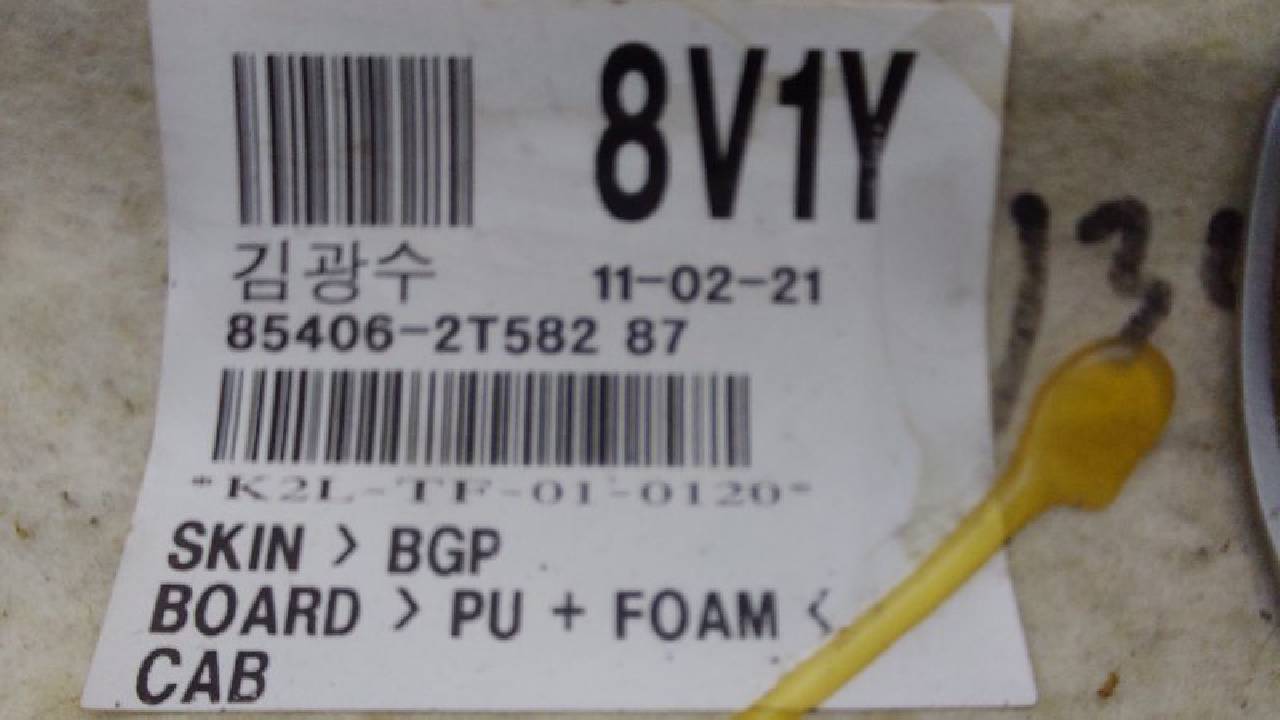 8V1Y
김광수 11-02-21
85406-2T582 87
*K2L-TF-01-0120*
SKIN > BGP
BOARD > PU + FOAM <
CAB